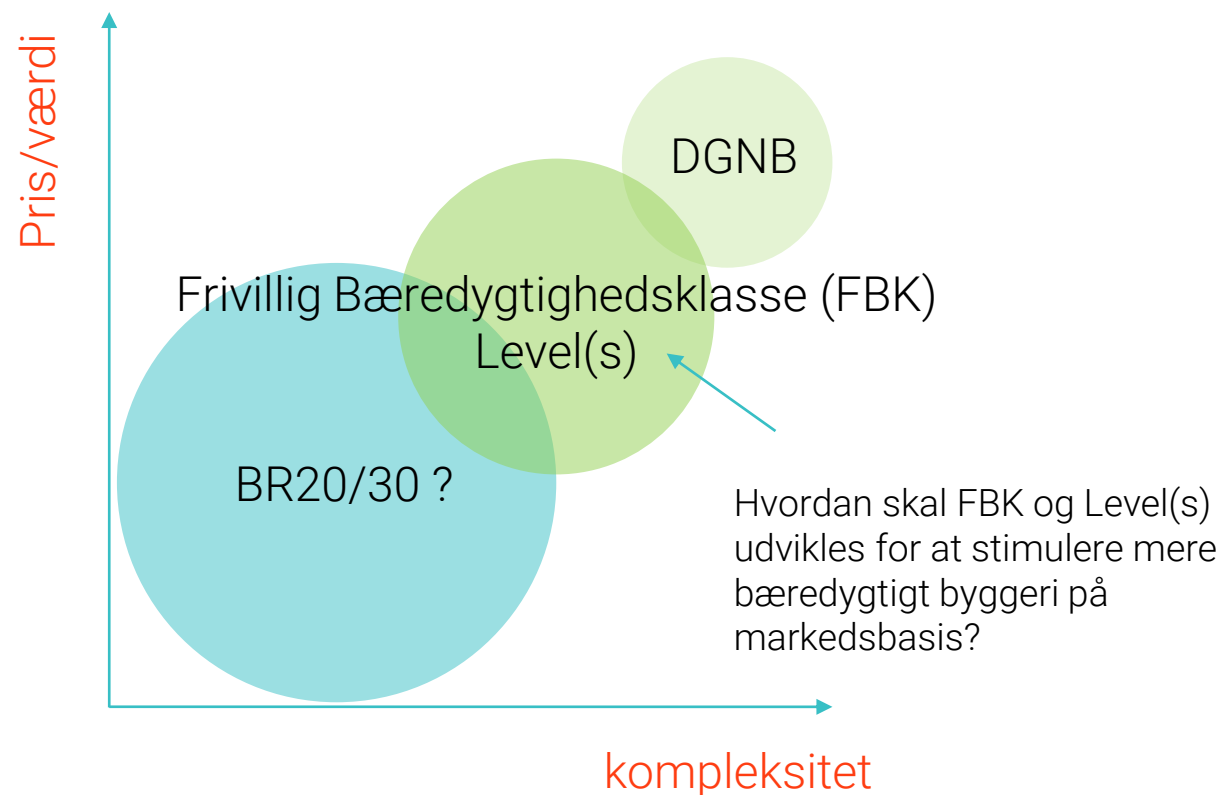 Pris/værdi
DGNB
Frivillig Bæredygtighedsklasse (FBK)
Level(s)
BR20/30 ?
Hvordan skal FBK og Level(s)
udvikles for at stimulere mere
bæredygtigt byggeri på
markedsbasis?
kompleksitet